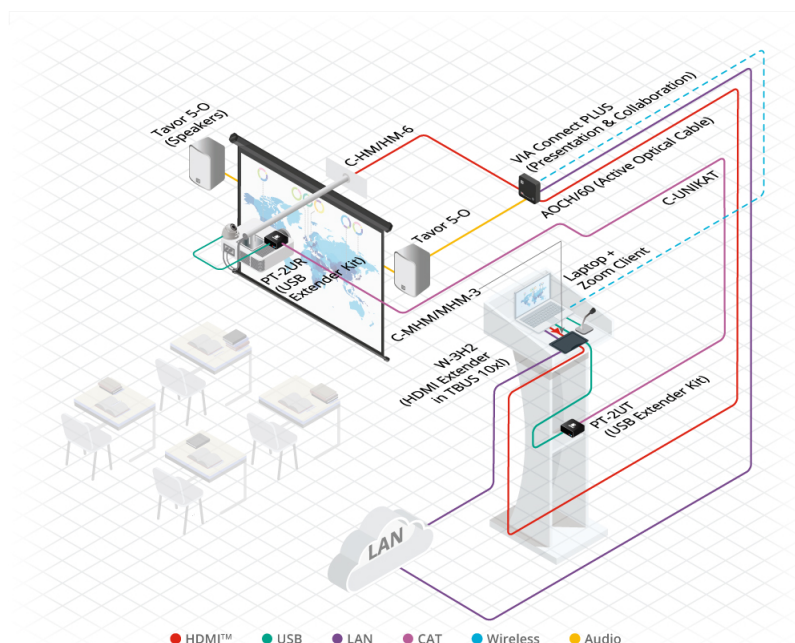 Tavor 5-O
(Speakers)
C-HM/HM-6
VIA Connect PLUS
(Presentation & Collaboration)
AOCH/60 (Active Optical Cable)
C-UNIKAT
Tavor 5-O
PT-2UR
(USB
Extender Kit)
C-MHM/MHM-3
Laptop +
Zoom Client
W-3H2
(HDMI Extender
in TBUS 10xl)
PT-2UT
(USB Extender Kit)
LAN
HDMI™
USB
LAN
CAT
Wireless
Audio